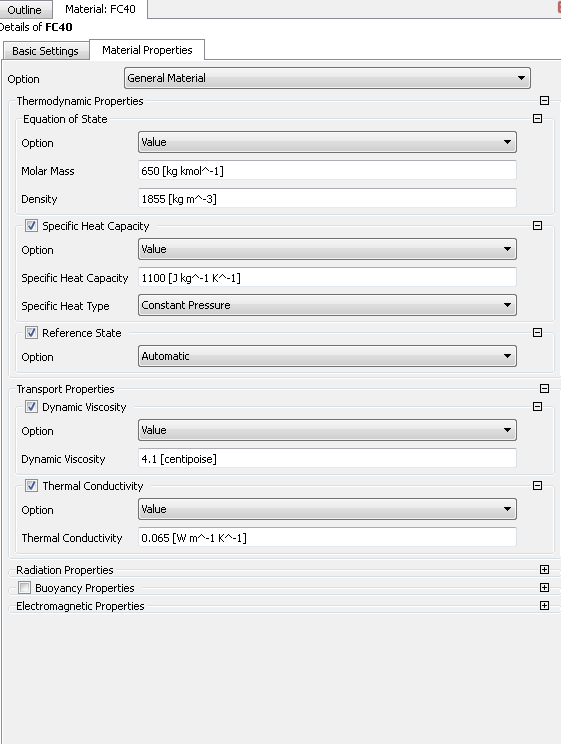 Outline Material: FC40
Details of FC40
Basic Settings Material Properties
Option General Material
Thermodynamic Properties
Equation of State
Option Value
Molar Mass 650 [kg kmol^-1]
Density 1855 [kg m^-3]
Specific Heat Capacity
Option Value
Specific Heat Capacity 1100 [J kg^-1 K^-1]
Specific Heat Type Constant Pressure
Reference State
Option Automatic
Transport Properties
Dynamic Viscosity
Option Value
Dynamic Viscosity 4.1 [centipoise]
Thermal Conductivity
Option Value
Thermal Conductivity 0.065 [W m^-1 K^-1]
Radiation Properties
Buoyancy Properties
Electromagnetic Properties